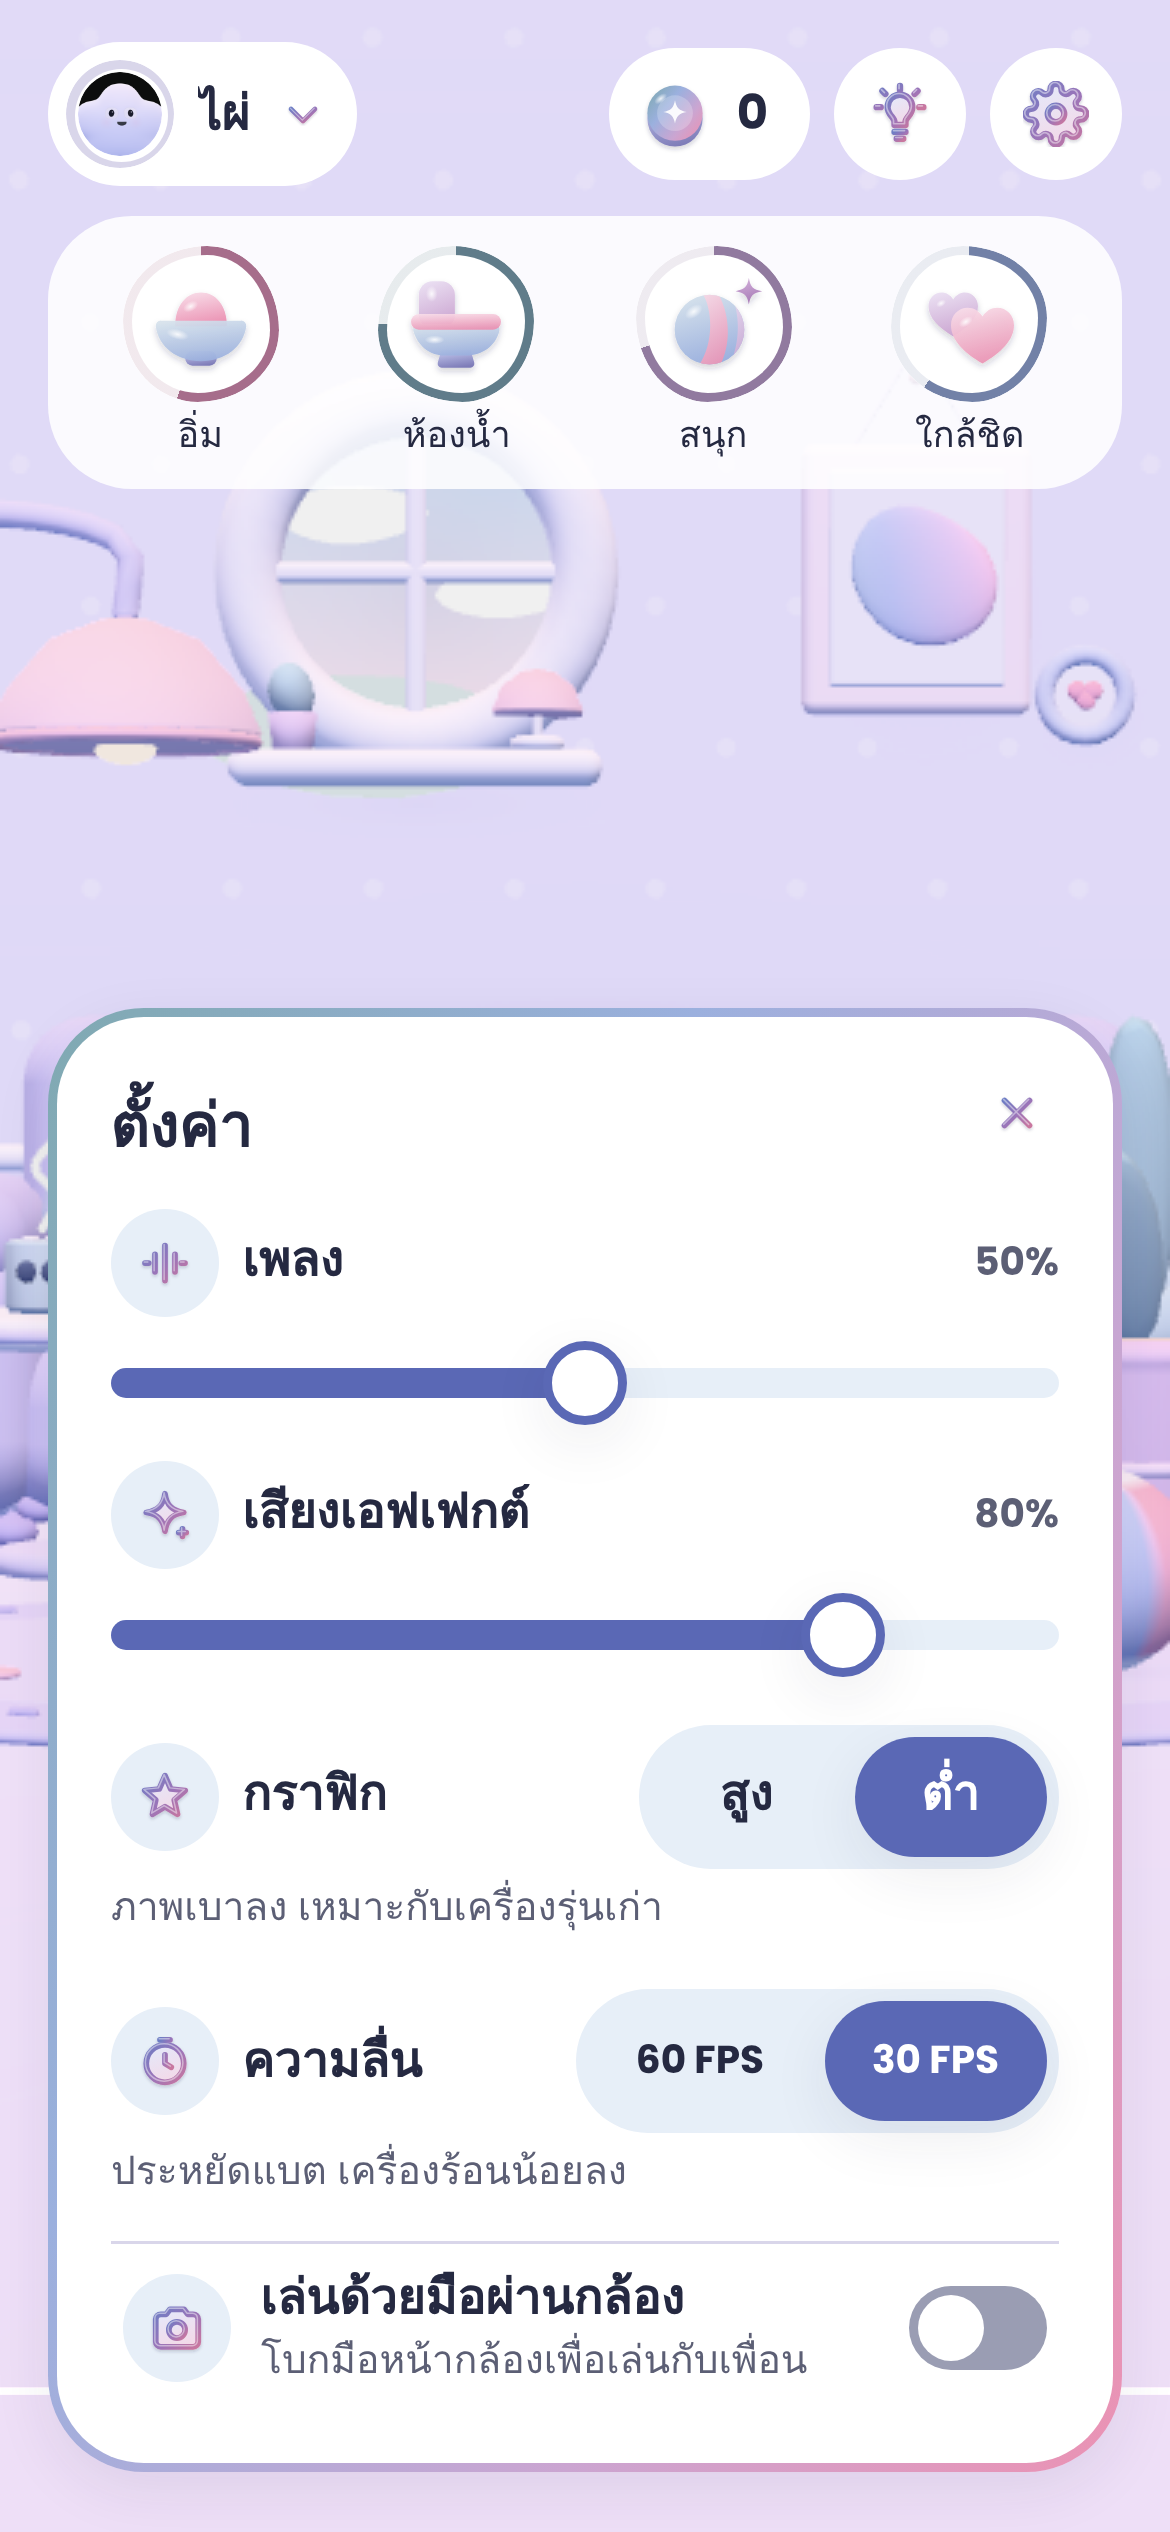 ไผ่
0
อิ่ม
ห้องน้ำ
สนุก
ใกล้ชิด
ตั้งค่า
เพลง
50%
เสียงเอฟเฟกต์
80%
กราฟิก
สูง
ต่ำ
ภาพเบาลง เหมาะกับเครื่องรุ่นเก่า
ความลื่น
60 FPS
30 FPS
ประหยัดแบต เครื่องร้อนน้อยลง
เล่นด้วยมือผ่านกล้อง
โบกมือหน้ากล้องเพื่อเล่นกับเพื่อน